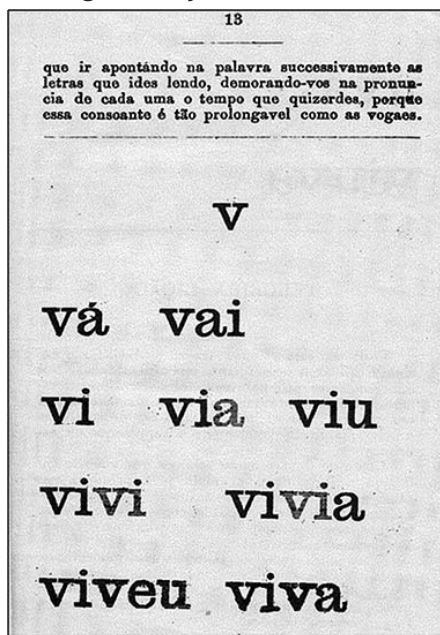 13
que ir apontándo na palavra successivamente as
letras que ides lendo, demorando-vos na pronun-
cia de cada uma o tempo que quizerdes, porque
essa consoante é tão prolongavel como as vogaes.
v
vá vai
vi via viu
vivi vivia
viveu viva